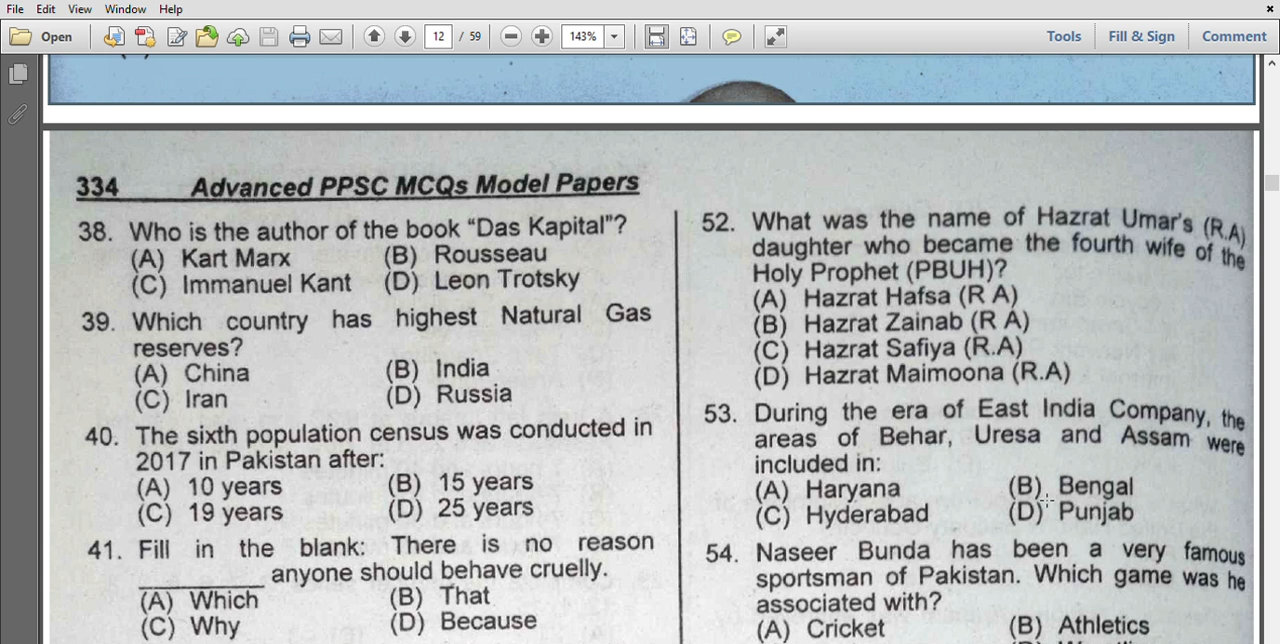 File Edit View Window Help
Open 12 / 59 143% Tools Fill & Sign Comment
334 Advanced PPSC MCQs Model Papers
38. Who is the author of the book “Das Kapital”?
(A) Kart Marx (B) Rousseau
(C) Immanuel Kant (D) Leon Trotsky
39. Which country has highest Natural Gas
reserves?
(A) China (B) India
(C) Iran (D) Russia
40. The sixth population census was conducted in
2017 in Pakistan after:
(A) 10 years (B) 15 years
(C) 19 years (D) 25 years
41. Fill in the blank: There is no reason
________ anyone should behave cruelly.
(A) Which (B) That
(C) Why (D) Because
52. What was the name of Hazrat Umar's (R.A)
daughter who became the fourth wife of the
Holy Prophet (PBUH)?
(A) Hazrat Hafsa (R A)
(B) Hazrat Zainab (R A)
(C) Hazrat Safiya (R.A)
(D) Hazrat Maimoona (R.A)
53. During the era of East India Company, the
areas of Behar, Uresa and Assam were
included in:
(A) Haryana (B) Bengal
(C) Hyderabad (D) Punjab
54. Naseer Bunda has been a very famous
sportsman of Pakistan. Which game was he
associated with?
(A) Cricket (B) Athletics